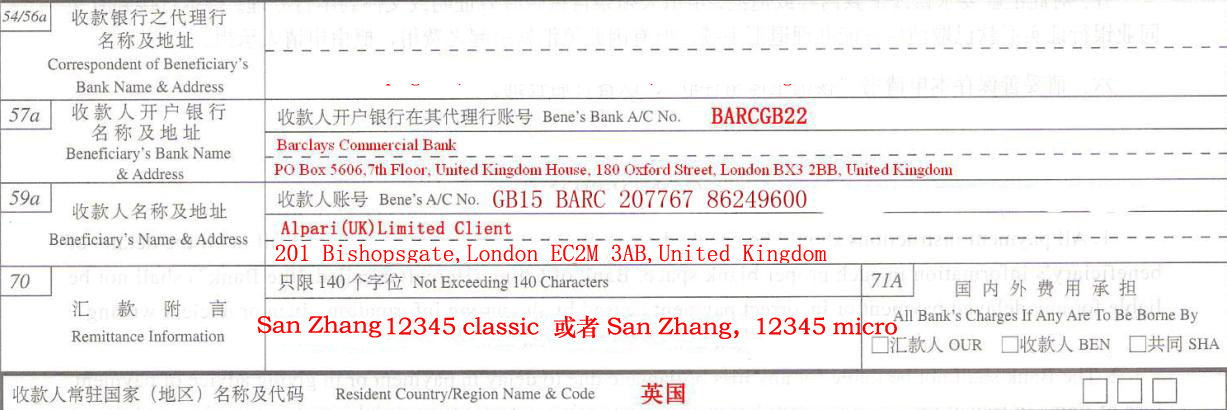 54/56a
收款银行之代理行
名称及地址
Correspondent of Beneficiary's
Bank Name & Address
57a
收款人开户银行
名称及地址
Beneficiary's Bank Name
& Address
收款人开户银行在其代理行账号 Bene's Bank A/C No. BARCGB22
Barclays Commercial Bank
PO Box 5606,7th Floor, United Kingdom House, 180 Oxford Street, London BX3 2BB, United Kingdom
59a
收款人名称及地址
Beneficiary's Name & Address
收款人账号 Bene's A/C No. GB15 BARC 207767 86249600
Alpari(UK)Limited Client
201 Bishopsgate,London EC2M 3AB,United Kingdom
70
汇 款 附 言
Remittance Information
只限 140 个字位 Not Exceeding 140 Characters
San Zhang12345 classic 或者 San Zhang, 12345 micro
71A
国内外费用承担
All Bank's Charges If Any Are To Be Borne By
□汇款人 OUR □收款人 BEN □共同 SHA
收款人常驻国家（地区）名称及代码 Resident Country/Region Name & Code 英国